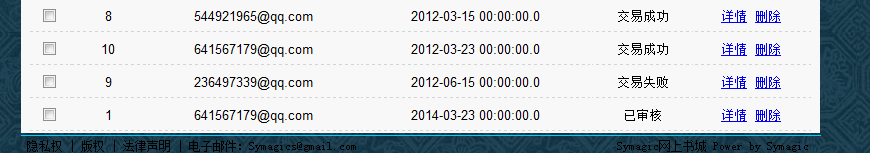 8 544921965@qq.com 2012-03-15 00:00:00.0 交易成功 详情 删除
10 641567179@qq.com 2012-03-23 00:00:00.0 交易成功 详情 删除
9 236497339@qq.com 2012-06-15 00:00:00.0 交易失败 详情 删除
1 641567179@qq.com 2014-03-23 00:00:00.0 已审核 详情 删除
隐私权 | 版权 | 法律声明 | 电子邮件: Symagics@gmail.com Symagic网上书城 Power by Symagic